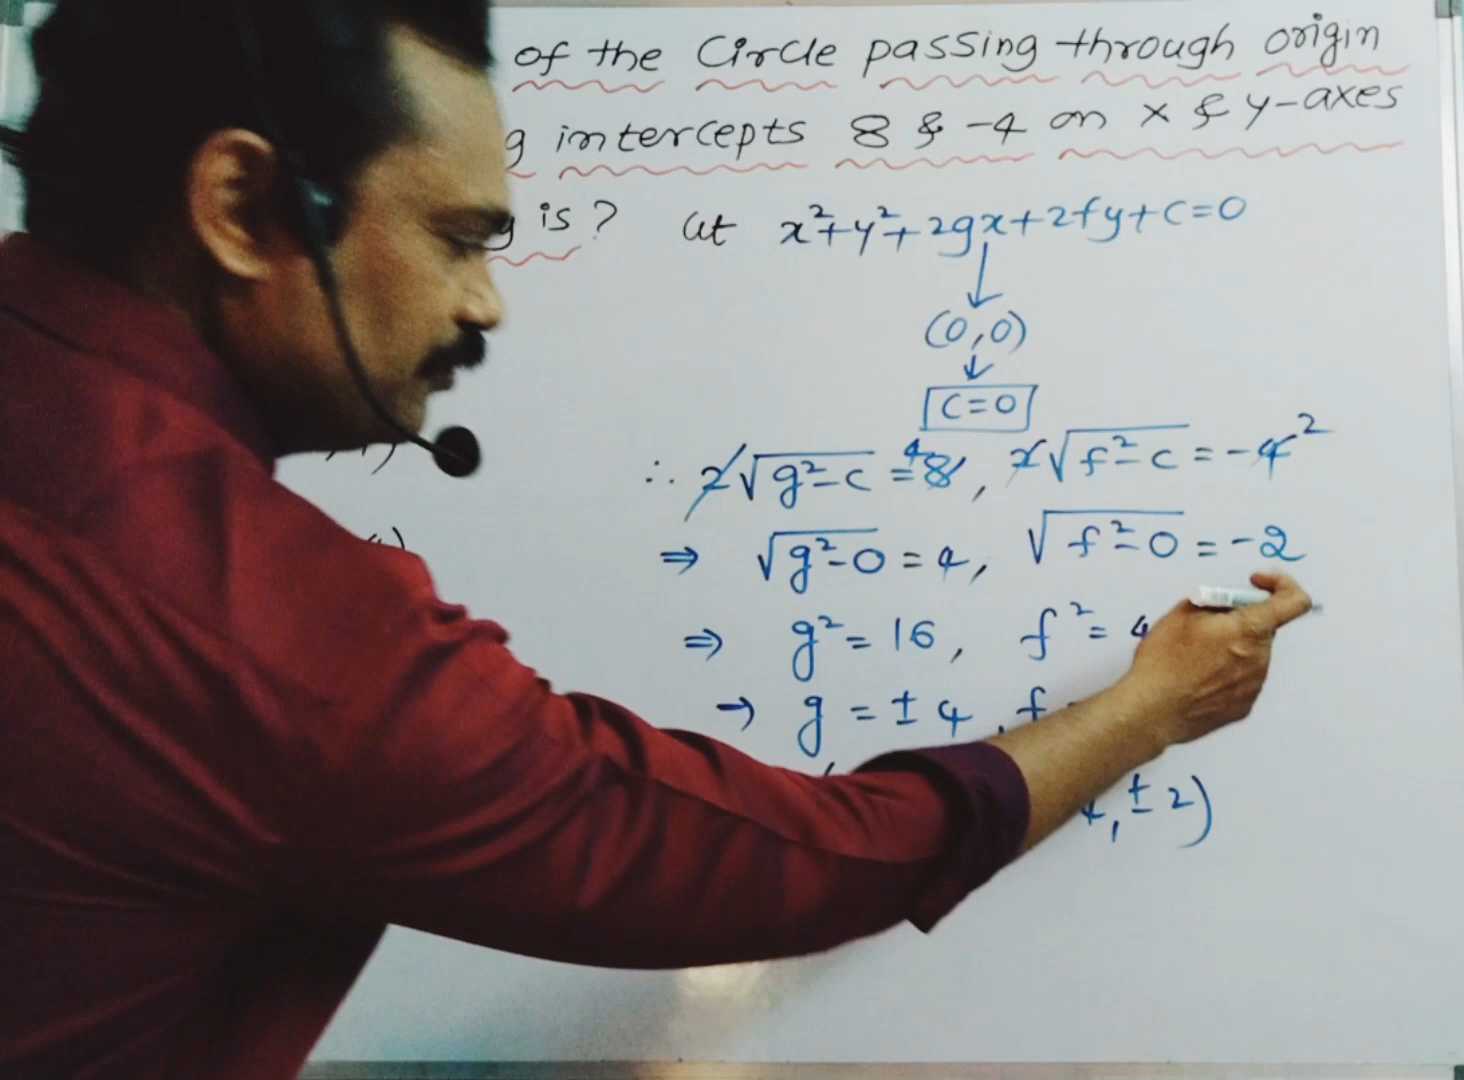 of the Circle passing through origin
g intercepts 8 & -4 on x & y-axes
y is? Let x²+y²+2gx+2fy+c=0
(0,0)
c=0
∴ 2√g²-c = 8 4, 2√f²-c = -4 2
⇒ √g²-0 = 4, √f²-0 = -2
⇒ g² = 16, f² = 4
→ g = ± 4, f
, ± 2)